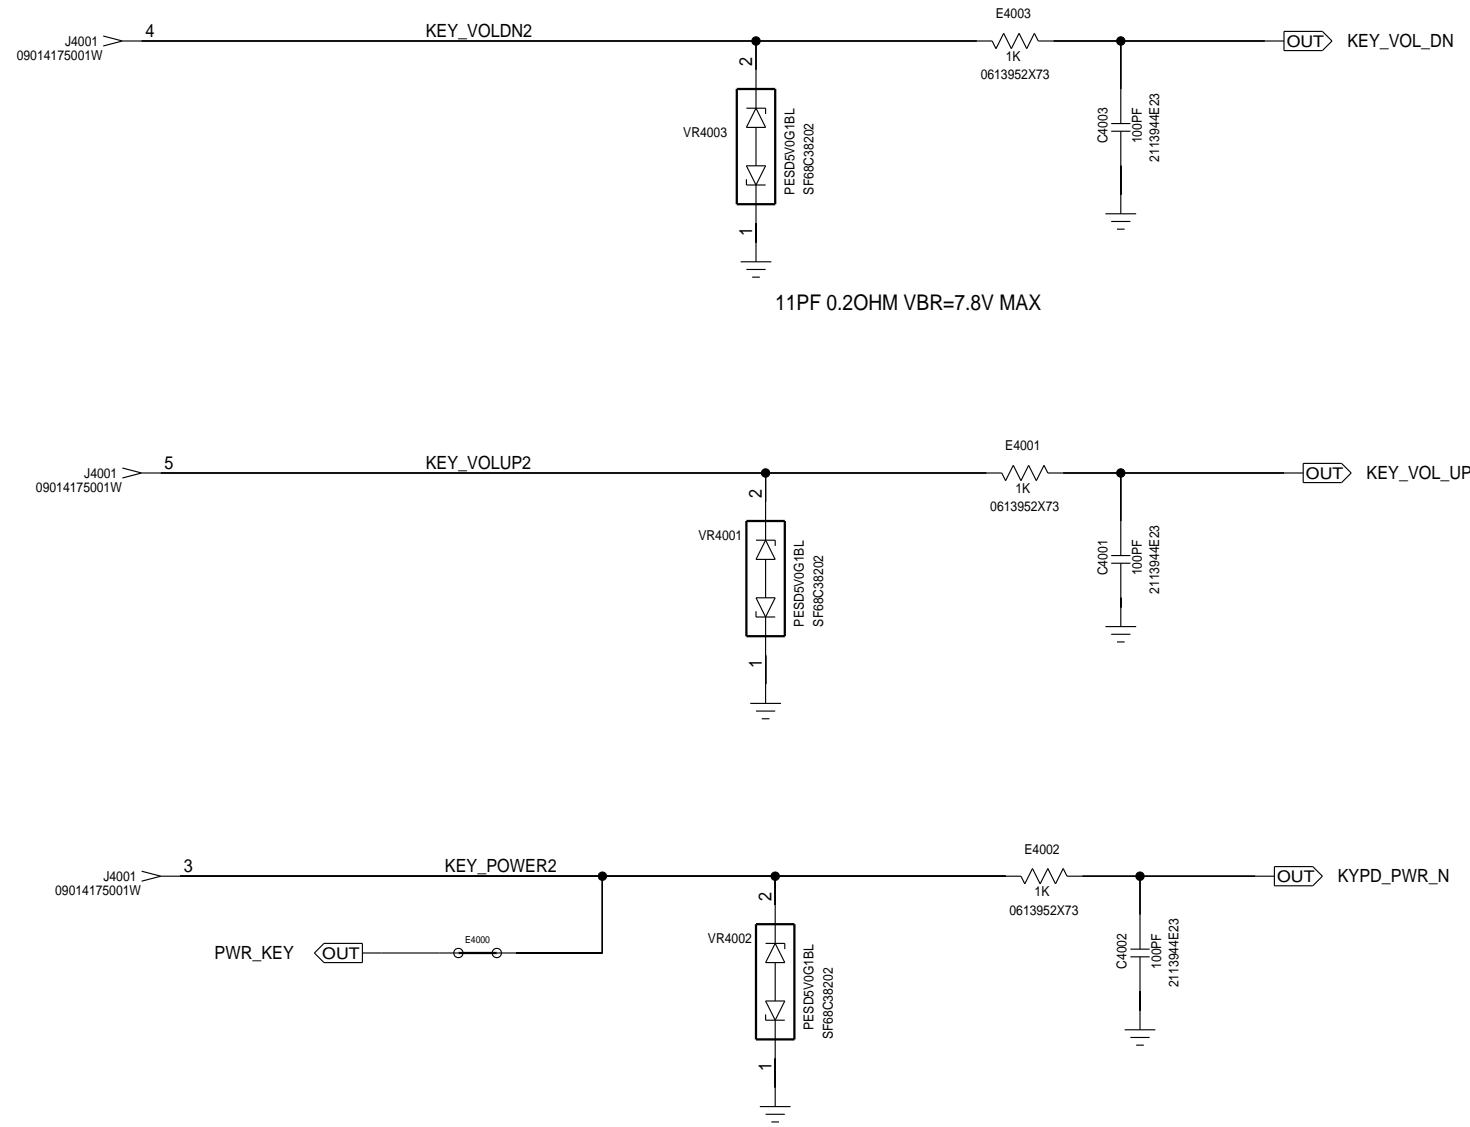 E4003
J4001
09014175001W
4
KEY_VOLDN2
1K
0613952X73
OUT
KEY_VOL_DN
2
VR4003
PESD5V0G1BL
SF68C38202
1
C4003
100PF
2113944E23
11PF 0.2OHM VBR=7.8V MAX
E4001
J4001
09014175001W
5
KEY_VOLUP2
1K
0613952X73
OUT
KEY_VOL_UP
2
VR4001
PESD5V0G1BL
SF68C38202
1
C4001
100PF
2113944E23
E4002
J4001
09014175001W
3
KEY_POWER2
1K
0613952X73
OUT
KYPD_PWR_N
PWR_KEY
OUT
E4000
2
VR4002
PESD5V0G1BL
SF68C38202
1
C4002
100PF
2113944E23